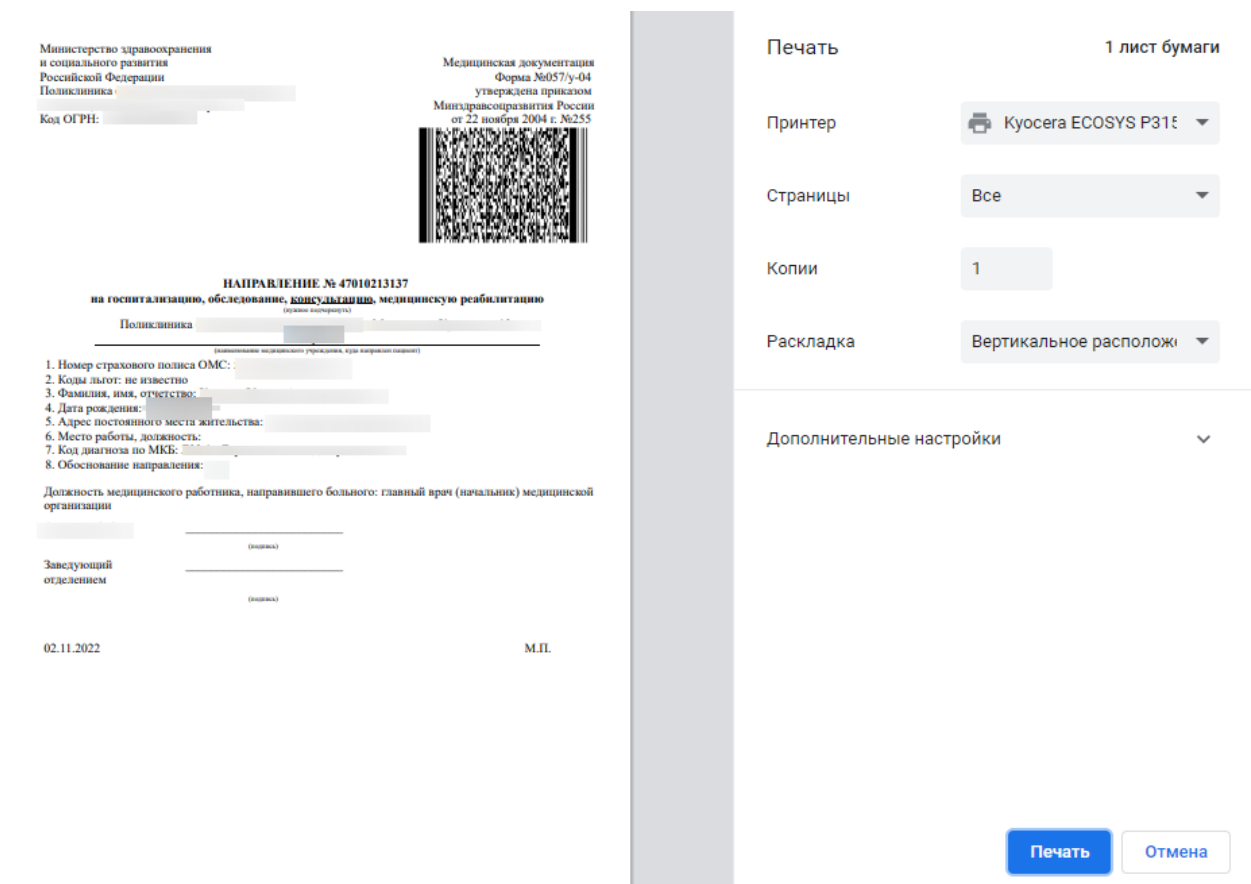 Министерство здравоохранения
и социального развития
Российской Федерации
Поликлиника
Код ОГРН:
Медицинская документация
Форма №057/у-04
утверждена приказом
Минздравсоцразвития России
от 22 ноября 2004 г. №255
НАПРАВЛЕНИЕ № 47010213137
на госпитализацию, обследование, консультацию, медицинскую реабилитацию
(нужное подчеркнуть)
Поликлиника
(наименование медицинского учреждения, куда направлен пациент)
1. Номер страхового полиса ОМС:
2. Коды льгот: не известно
3. Фамилия, имя, отчетство:
4. Дата рождения:
5. Адрес постоянного места жительства:
6. Место работы, должность:
7. Код диагноза по МКБ:
8. Обоснование направления:
Должность медицинского работника, направившего больного: главный врач (начальник) медицинской
организации
(подпись)
Заведующий
отделением
(подпись)
02.11.2022 М.П.
Печать 1 лист бумаги
Принтер Kyocera ECOSYS P315
Страницы Все
Копии 1
Раскладка Вертикальное располож
Дополнительные настройки
Печать Отмена